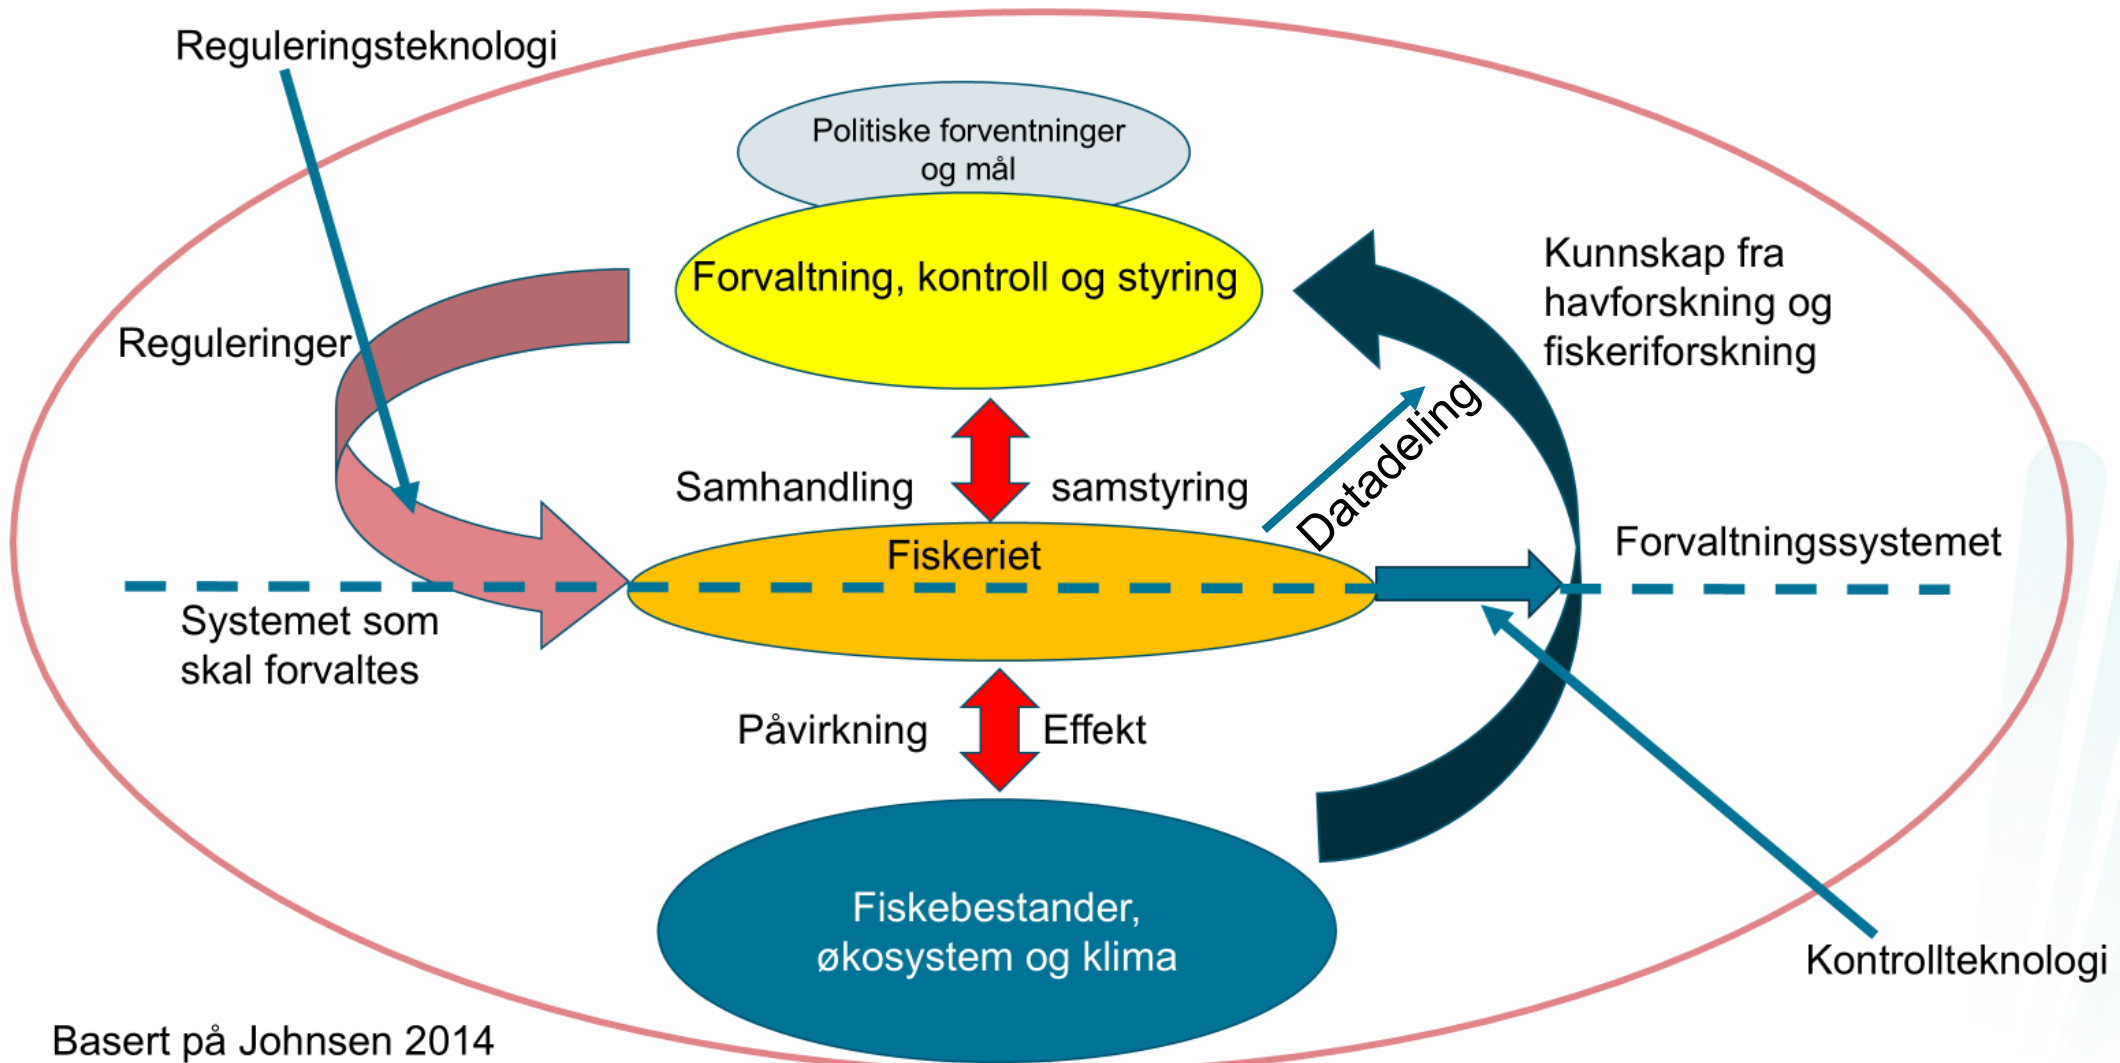 Reguleringsteknologi
Politiske forventninger
og mål
Forvaltning, kontroll og styring
Kunnskap fra
havforskning og
fiskeriforskning
Reguleringer
Datadeling
Samhandling
samstyring
Fiskeriet
Forvaltningssystemet
Systemet som
skal forvaltes
Påvirkning
Effekt
Fiskebestander,
økosystem og klima
Kontrollteknologi
Basert på Johnsen 2014